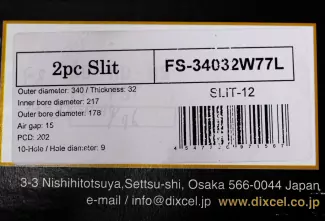 2pc Slit
FS-34032W77L
Outer diameter: 340 / Thickness: 32
Inner bore diameter: 217
Outer bore diameter: 178
Air gap: 15
PCD: 202
10-Hole / Hole diameter: 9
SLIT-12
3-3 Nishihitotsuya,Settsu-shi, Osaka 566-0044 Japan
e-mail / info@dixcel.co.jp www.dixcel.co.jp